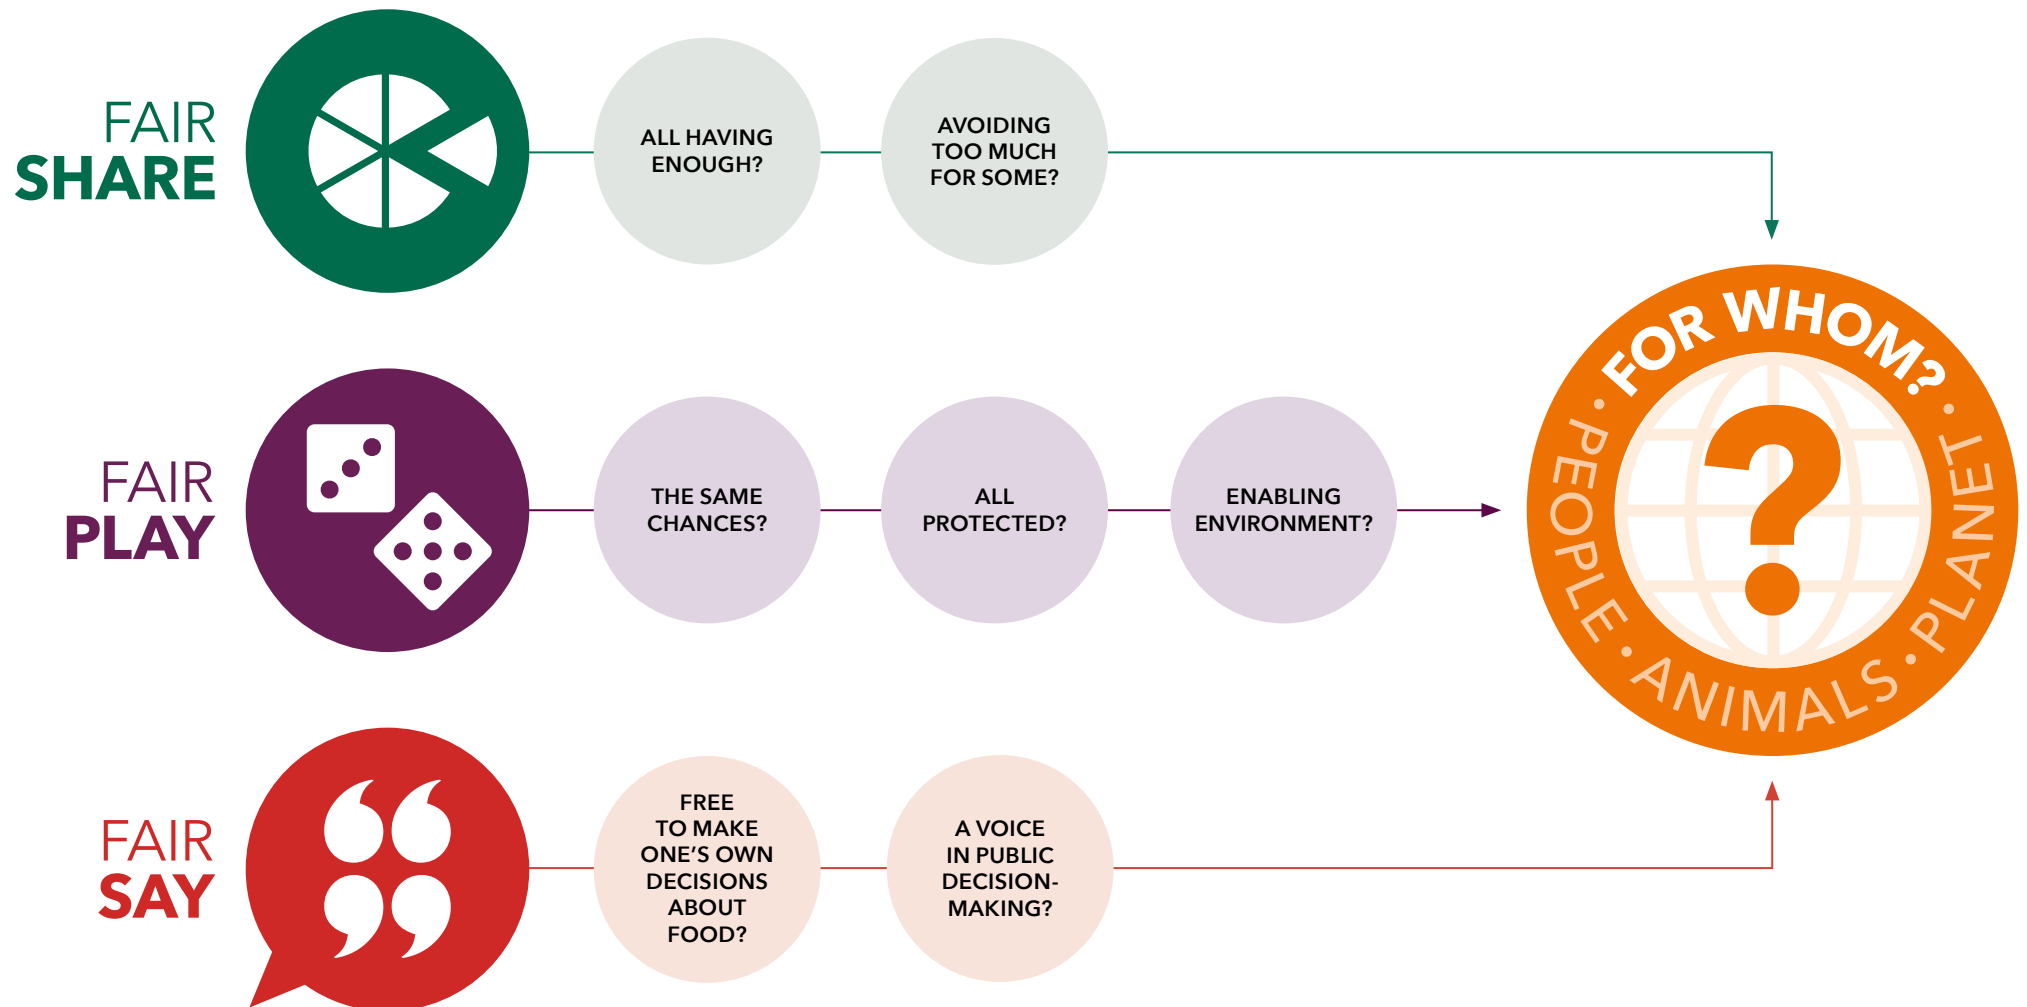 FAIR
SHARE
ALL HAVING
ENOUGH?
AVOIDING
TOO MUCH
FOR SOME?
FAIR
PLAY
THE SAME
CHANCES?
ALL
PROTECTED?
ENABLING
ENVIRONMENT?
FAIR
SAY
FREE
TO MAKE
ONE'S OWN
DECISIONS
ABOUT
FOOD?
A VOICE
IN PUBLIC
DECISION-
MAKING?
• FOR WHOM? •
PEOPLE • ANIMALS • PLANET
?